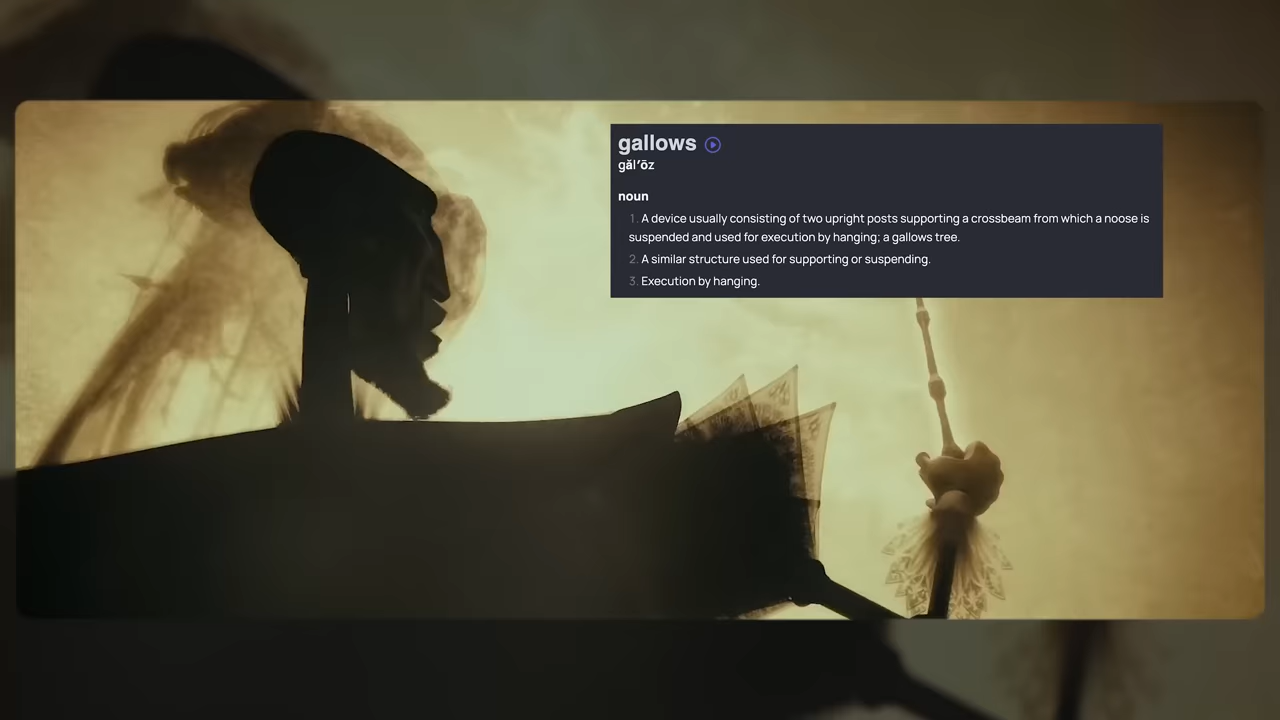 gallows
găl′ōz
noun
1. A device usually consisting of two upright posts supporting a crossbeam from which a noose is
suspended and used for execution by hanging; a gallows tree.
2. A similar structure used for supporting or suspending.
3. Execution by hanging.